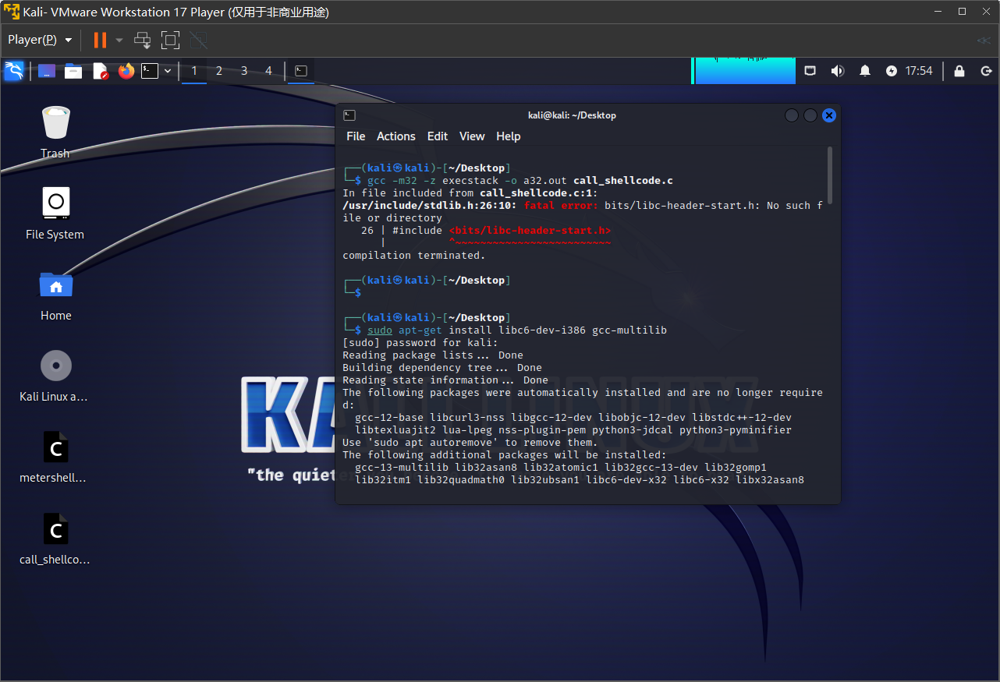 Kali- VMware Workstation 17 Player (仅用于非商业用途)
Player(P)
1 2 3 4
17:54
Trash
File System
Home
Kali Linux a...
metershell...
call_shellco...
"the quiete
kali@kali: ~/Desktop
File Actions Edit View Help
┌──(kali㉿kali)-[~/Desktop]
└─$ gcc -m32 -z execstack -o a32.out call_shellcode.c
In file included from call_shellcode.c:1:
/usr/include/stdlib.h:26:10: fatal error: bits/libc-header-start.h: No such f
ile or directory
26 | #include <bits/libc-header-start.h>
| ^~~~~~~~~~~~~~~~~~~~~~~~~~
compilation terminated.
┌──(kali㉿kali)-[~/Desktop]
└─$
┌──(kali㉿kali)-[~/Desktop]
└─$ sudo apt-get install libc6-dev-i386 gcc-multilib
[sudo] password for kali:
Reading package lists... Done
Building dependency tree... Done
Reading state information... Done
The following packages were automatically installed and are no longer require
d:
gcc-12-base libcurl3-nss libgcc-12-dev libobjc-12-dev libstdc++-12-dev
libtexluajit2 lua-lpeg nss-plugin-pem python3-jdcal python3-pyminifier
Use 'sudo apt autoremove' to remove them.
The following additional packages will be installed:
gcc-13-multilib lib32asan8 lib32atomic1 lib32gcc-13-dev lib32gomp1
lib32itm1 lib32quadmath0 lib32ubsan1 libc6-dev-x32 libc6-x32 libx32asan8